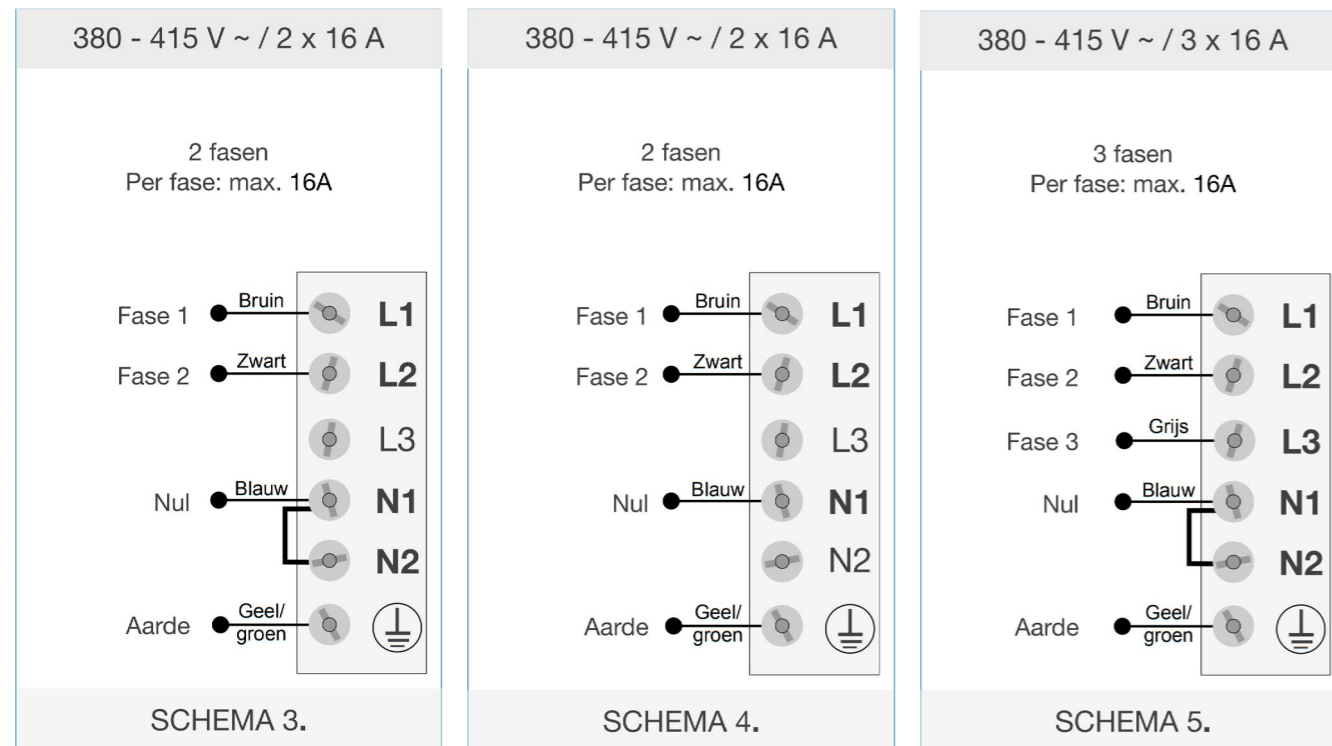 380 - 415 V ~ / 2 x 16 A
2 fasen
Per fase: max. 16A
Fase 1
Bruin
L1
Fase 2
Zwart
L2
L3
Nul
Blauw
N1
N2
Aarde
Geel/
groen
SCHEMA 3.
380 - 415 V ~ / 2 x 16 A
2 fasen
Per fase: max. 16A
Fase 1
Bruin
L1
Fase 2
Zwart
L2
L3
Nul
Blauw
N1
N2
Aarde
Geel/
groen
SCHEMA 4.
380 - 415 V ~ / 3 x 16 A
3 fasen
Per fase: max. 16A
Fase 1
Bruin
L1
Fase 2
Zwart
L2
Fase 3
Grijs
L3
Nul
Blauw
N1
N2
Aarde
Geel/
groen
SCHEMA 5.